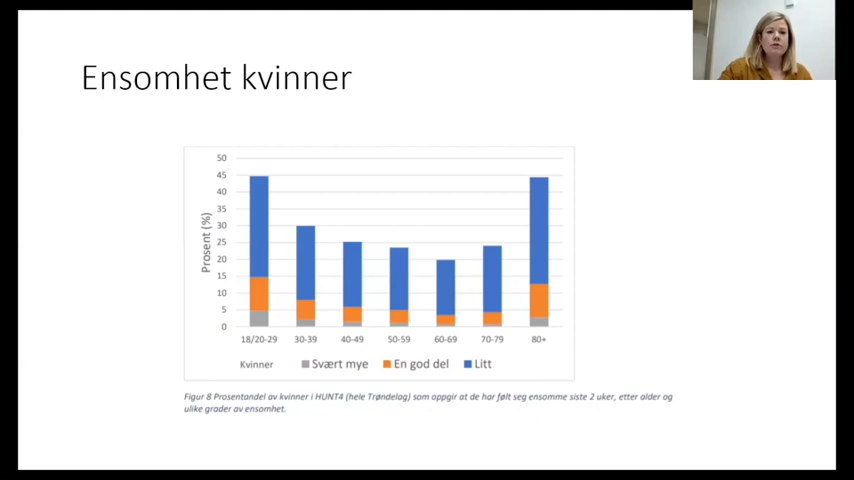 Ensomhet kvinner
Prosent (%)
50
45
40
35
30
25
20
15
10
5
0
18/20-29 30-39 40-49 50-59 60-69 70-79 80+
Kvinner Svært mye En god del Litt
Figur 8 Prosentandel av kvinner i HUNT4 (hele Trøndelag) som oppgir at de har følt seg ensomme siste 2 uker, etter alder og
ulike grader av ensomhet.